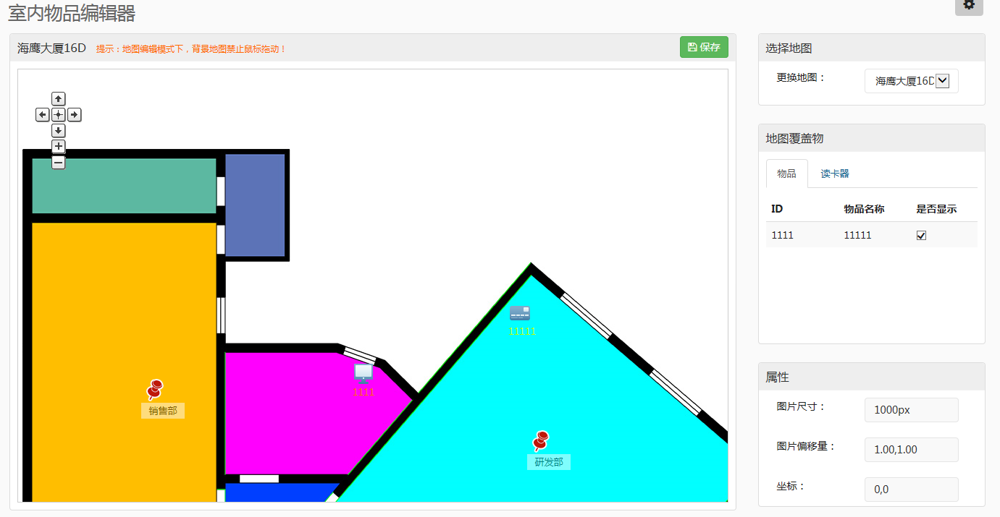 室内物品编辑器
海鹰大厦16D 提示：地图编辑模式下，背景地图禁止鼠标拖动！ 保存
11111
1111
销售部
研发部
选择地图
更换地图： 海鹰大厦16D
地图覆盖物
物品 读卡器
ID 物品名称 是否显示
1111 11111
属性
图片尺寸： 1000px
图片偏移量： 1.00,1.00
坐标： 0,0